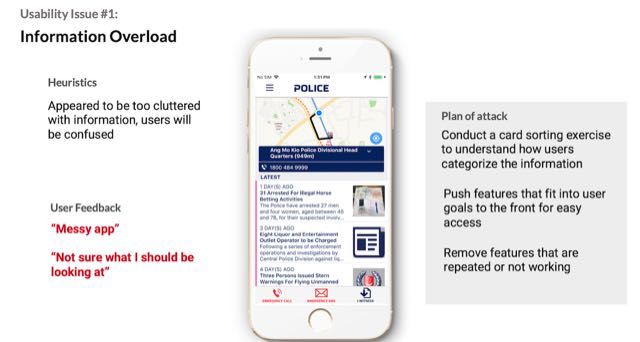 Usability Issue #1:
Information Overload
Heuristics
Appeared to be too cluttered
with information, users will
be confused
User Feedback
“Messy app”
“Not sure what I should be
looking at”
No SIM
1:31 PM
POLICE
Ang Mo Kio Police Divisional Head
Quarters (949m)
1800 484 9999
LATEST
1 DAY(S) AGO
31 Arrested For Illegal Horse
Betting Activities
The Police have arrested 27 men
and four women, aged between 45
and 78, for their suspected involv...
3 DAY(S) AGO
Eight Liquor and Entertainment
Outlet Operator to be Charged
Following a series of enforcement
operations and investigations by
Central Police Division against liq...
4 DAY(S) AGO
Three Persons Issued Stern
Warnings For Flying Unmanned
EMERGENCY CALL
EMERGENCY SMS
I-WITNESS
Plan of attack
Conduct a card sorting exercise
to understand how users
categorize the information
Push features that fit into user
goals to the front for easy
access
Remove features that are
repeated or not working